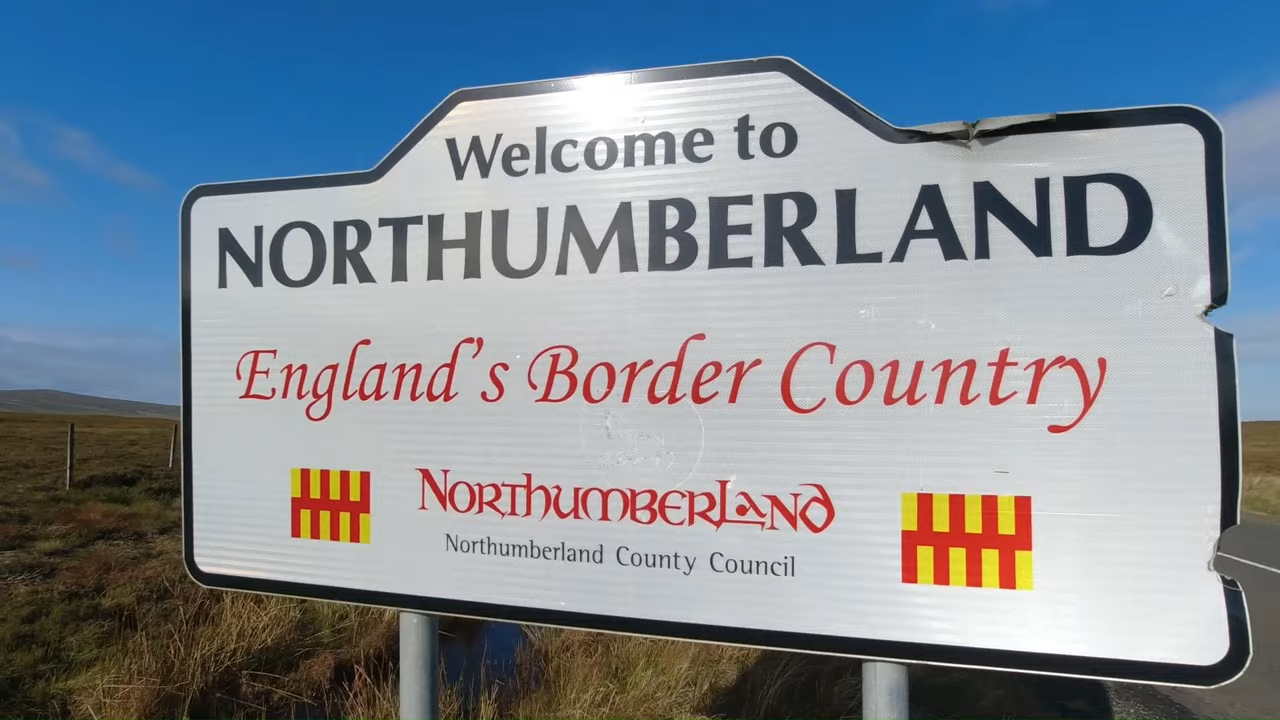 Welcome to
NORTHUMBERLAND
England's Border Country
NORThUMBERLAND
Northumberland County Council